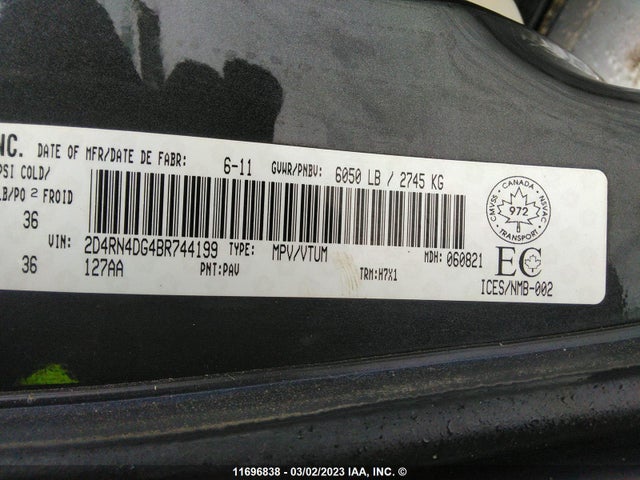 NC. DATE OF MFR/DATE DE FABR: 6-11 GVWR/PNBV: 6050 LB / 2745 KG
PSI COLD/
LB/PO 2 FROID
36
VIN: 2D4RN4DG4BR744199 TYPE: MPV/VTUM MDH: 060821
36 127AA PNT:PAV TRM:H7X1
CANADA
CMVSS NSVAC
972
TRANSPORT
EC
ICES/NMB-002
11696838 - 03/02/2023 IAA, INC. ©